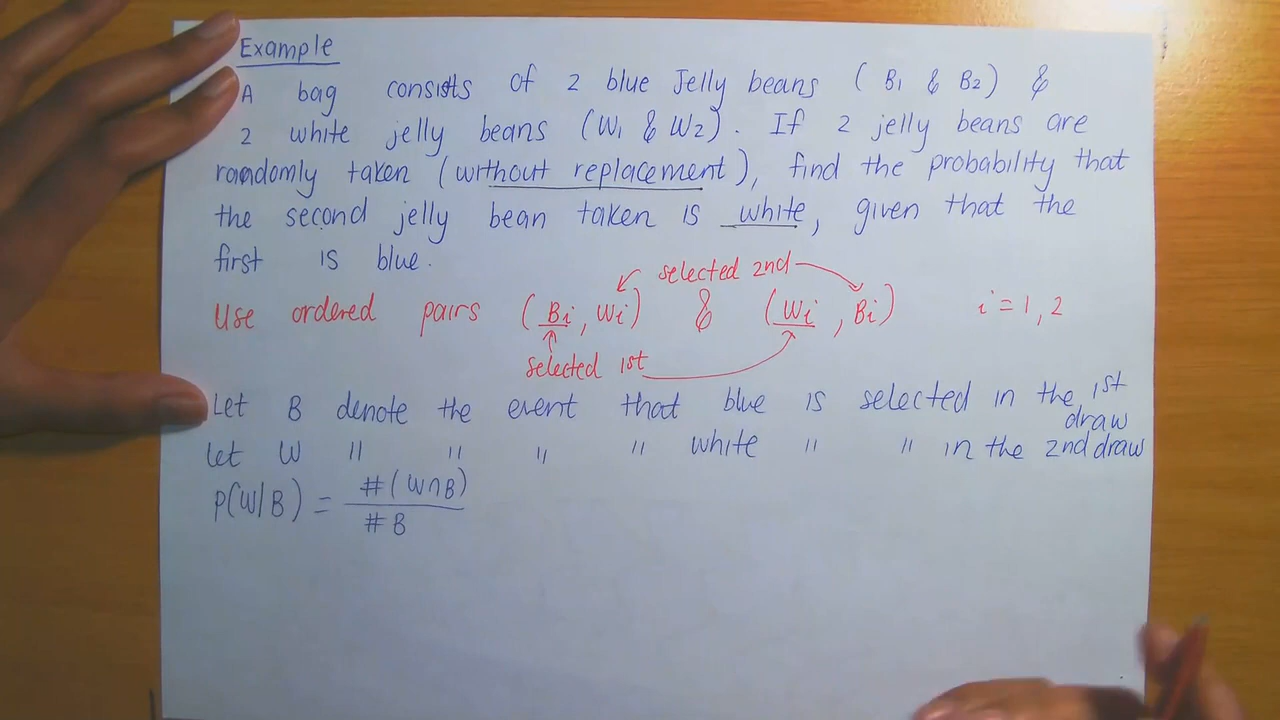 Example
A bag consists of 2 blue Jelly beans ( B1 & B2 ) &
2 white jelly beans (W1 & W2). If 2 jelly beans are
randomly taken (without replacement), find the probability that
the second jelly bean taken is white, given that the
first is blue.
selected 2nd
Use ordered pairs (Bi, Wi) & (Wi, Bi) i = 1, 2
selected 1st
Let B denote the event that blue is selected in the 1st draw
let W " " " " white " " in the 2nd draw
P(W|B) = #(W∩B)
# B